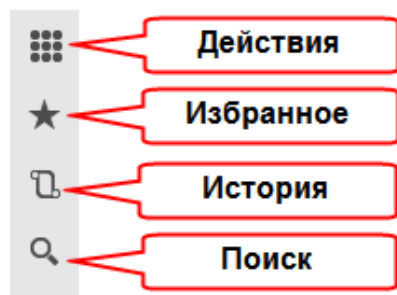 Действия
Избранное
История
Поиск